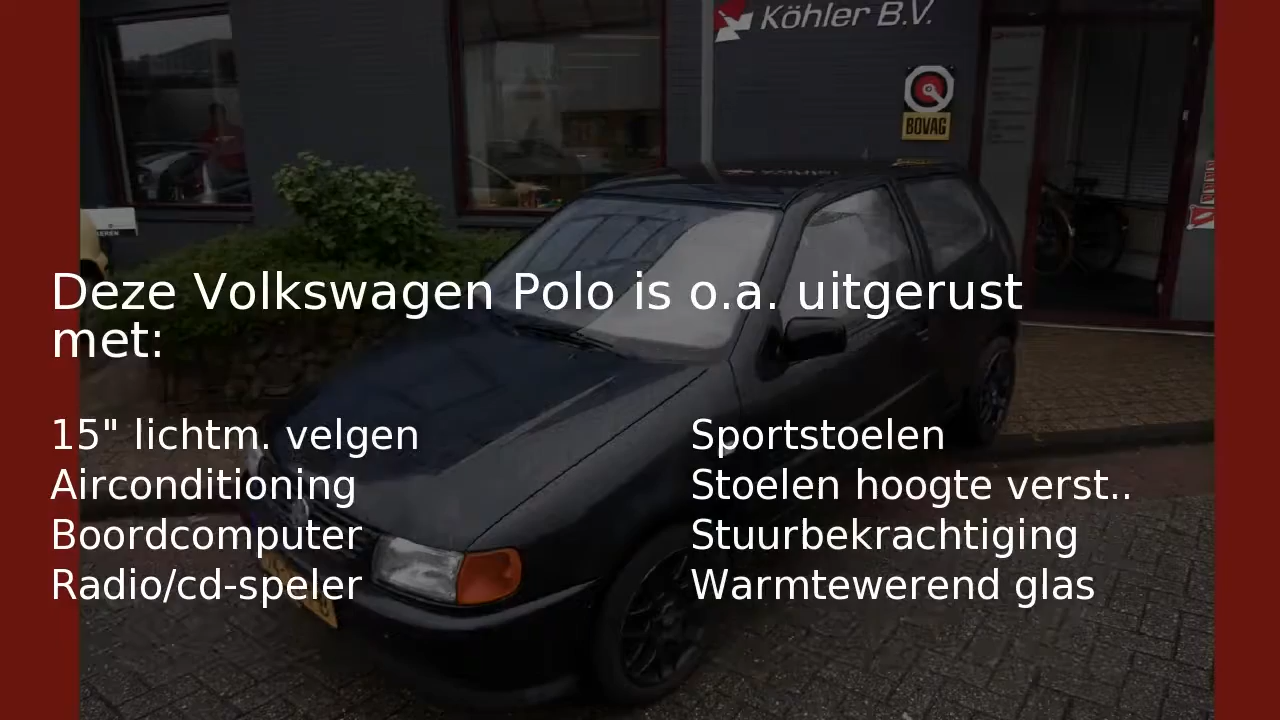 Köhler B.V.
BOVAG
Deze Volkswagen Polo is o.a. uitgerust
met:
15" lichtm. velgen
Airconditioning
Boordcomputer
Radio/cd-speler
Sportstoelen
Stoelen hoogte verst..
Stuurbekrachtiging
Warmtewerend glas